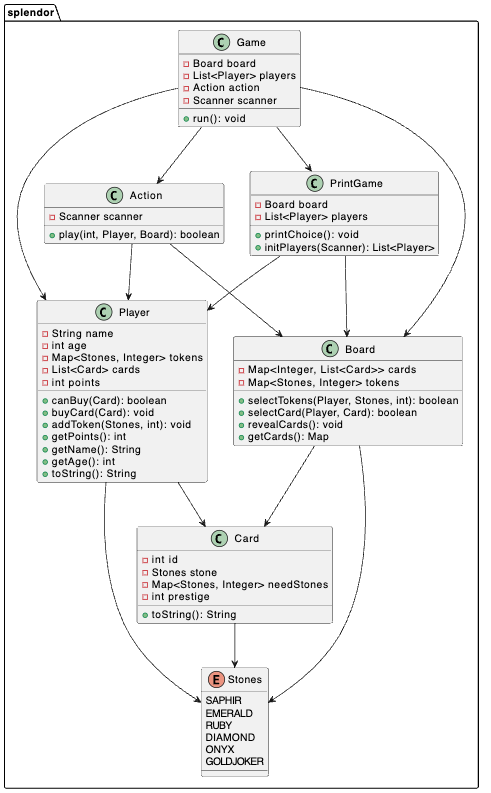 splendor
C Game
Board board
List<Player> players
Action action
Scanner scanner
run(): void
C Action
Scanner scanner
play(int, Player, Board): boolean
C PrintGame
Board board
List<Player> players
printChoice(): void
initPlayers(Scanner): List<Player>
C Player
String name
int age
Map<Stones, Integer> tokens
List<Card> cards
int points
canBuy(Card): boolean
buyCard(Card): void
addToken(Stones, int): void
getPoints(): int
getName(): String
getAge(): int
toString(): String
C Board
Map<Integer, List<Card>> cards
Map<Stones, Integer> tokens
selectTokens(Player, Stones, int): boolean
selectCard(Player, Card): boolean
revealCards(): void
getCards(): Map
C Card
int id
Stones stone
Map<Stones, Integer> needStones
int prestige
toString(): String
E Stones
SAPHIR
EMERALD
RUBY
DIAMOND
ONYX
GOLDJOKER